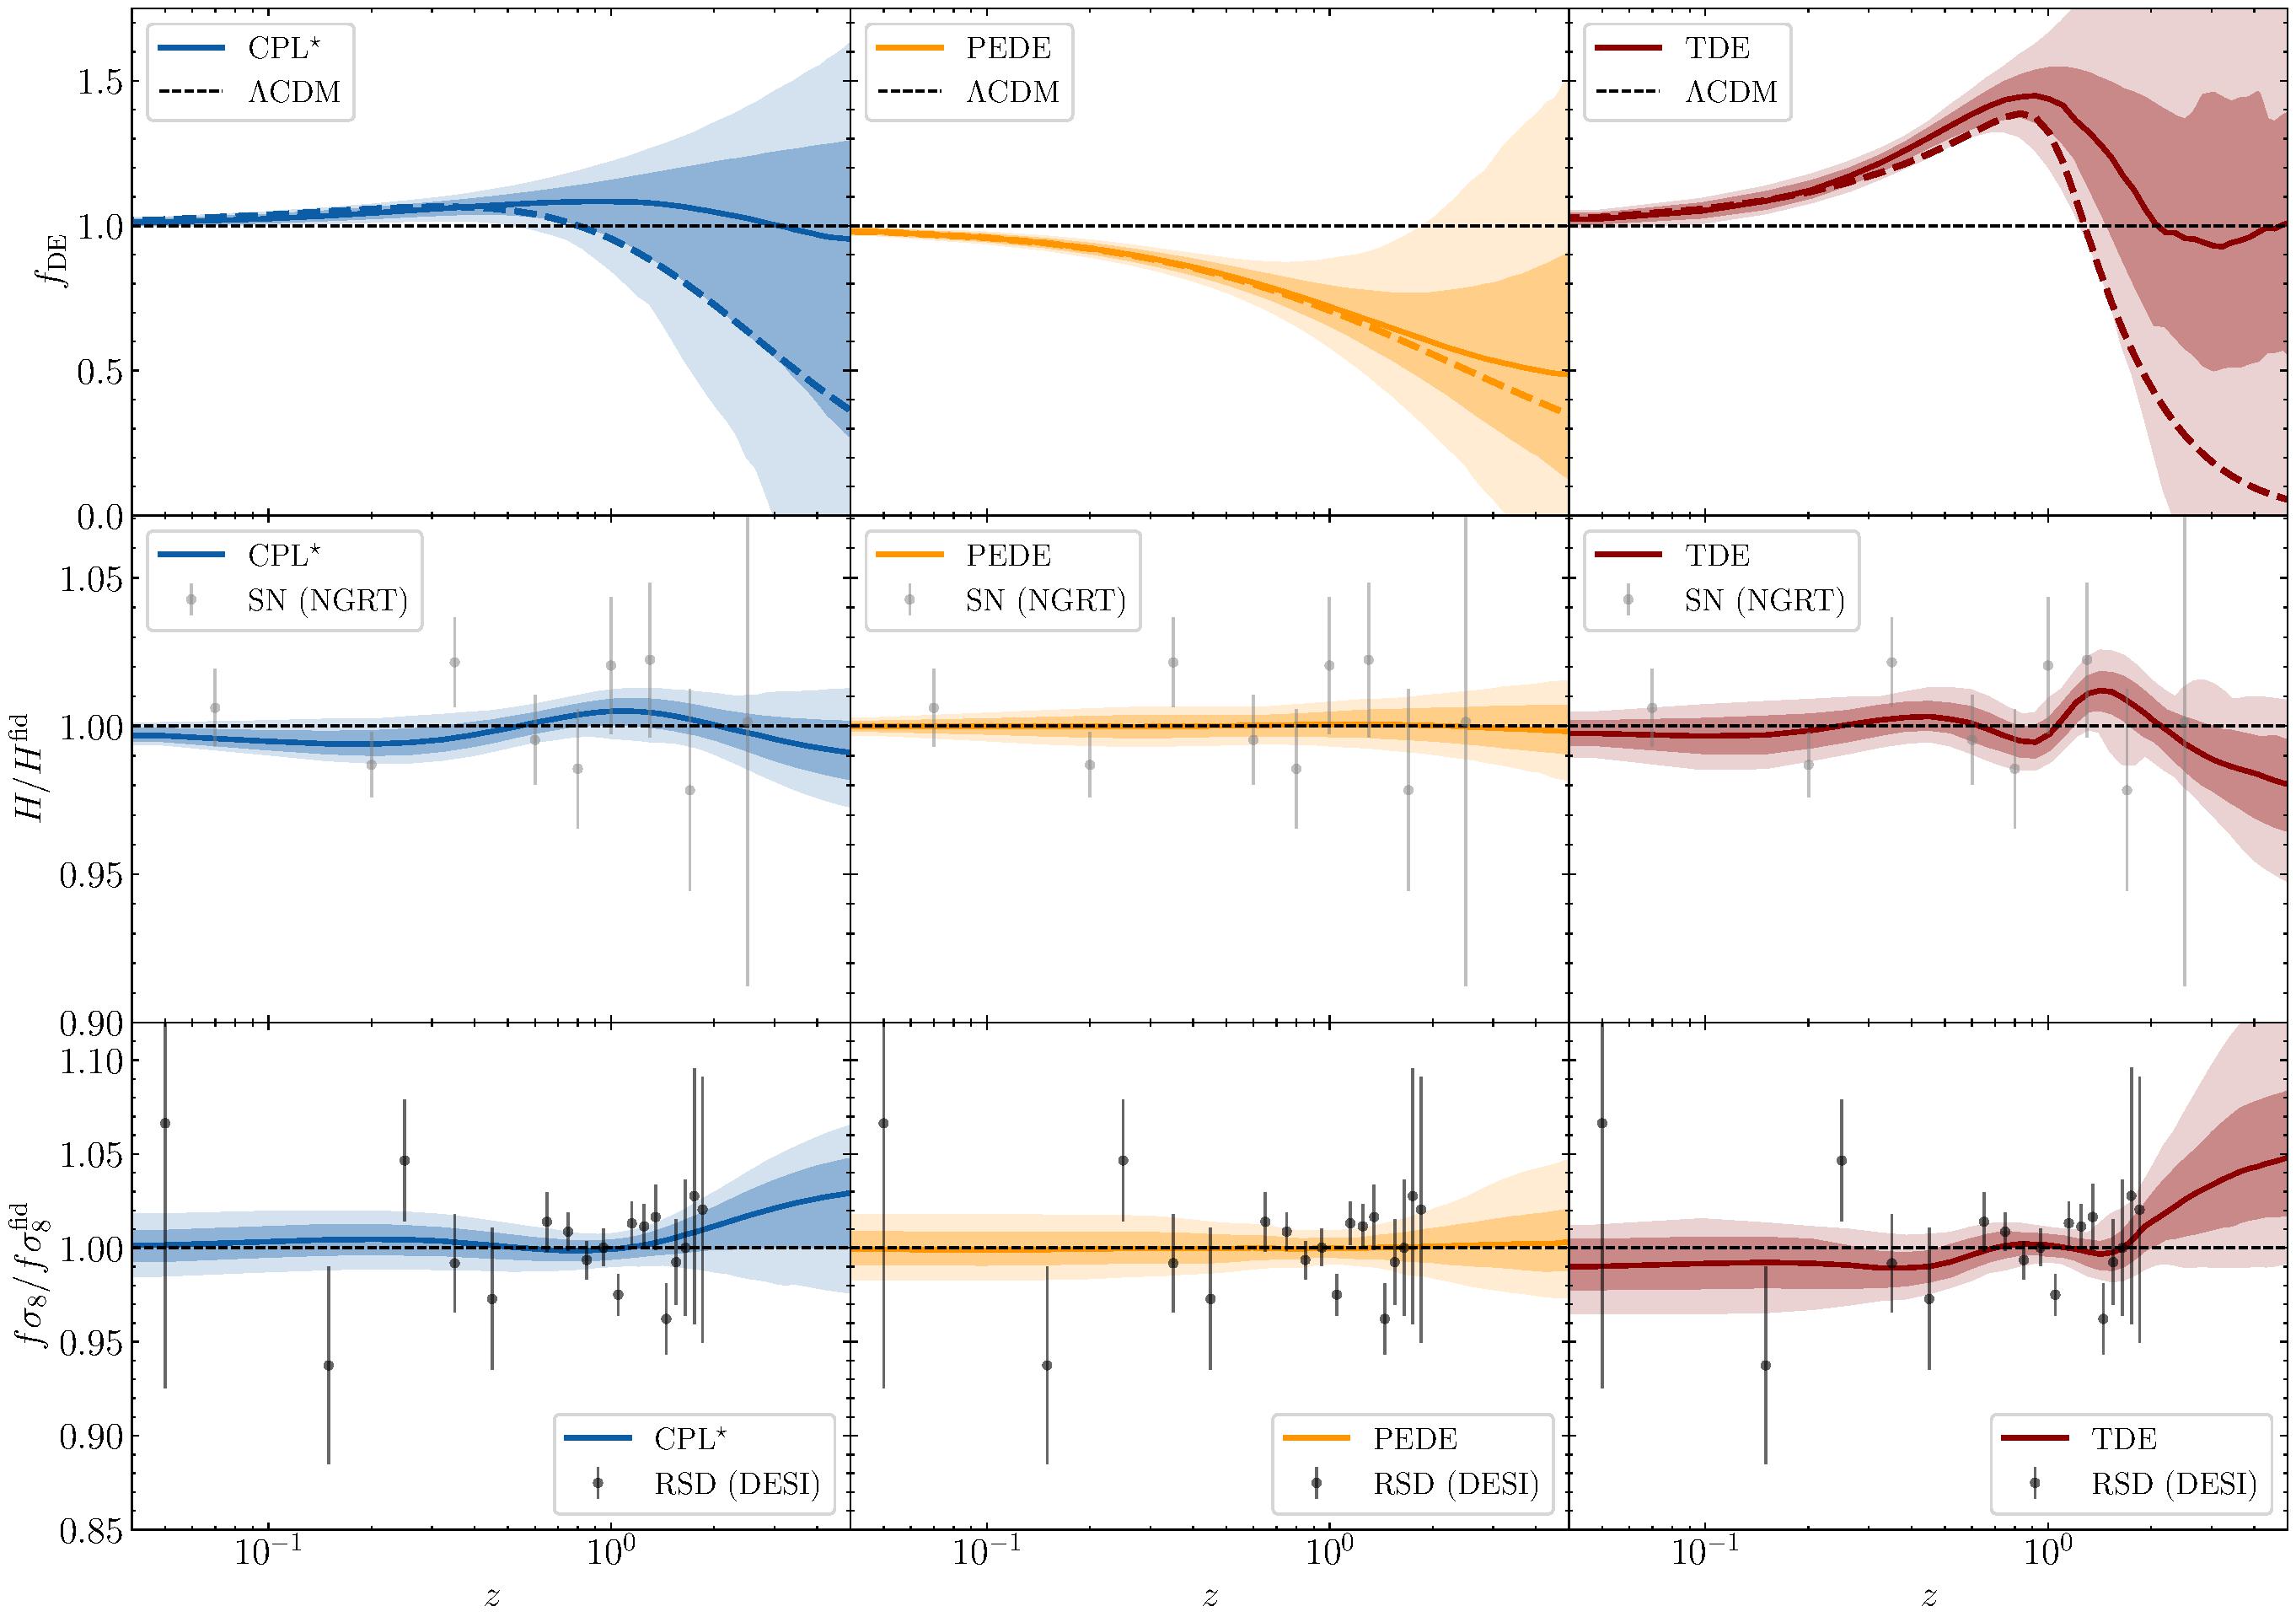 CPL⋆
ΛCDM
PEDE
ΛCDM
TDE
ΛCDM
1.5
1.0
0.5
0.0
f_DE
CPL⋆
SN (NGRT)
PEDE
SN (NGRT)
TDE
SN (NGRT)
1.05
1.00
0.95
0.90
H/H^fid
1.10
1.05
1.00
0.95
0.90
0.85
fσ_8/fσ_8^fid
CPL⋆
RSD (DESI)
PEDE
RSD (DESI)
TDE
RSD (DESI)
10^−1 10^0 10^−1 10^0 10^−1 10^0
z z z